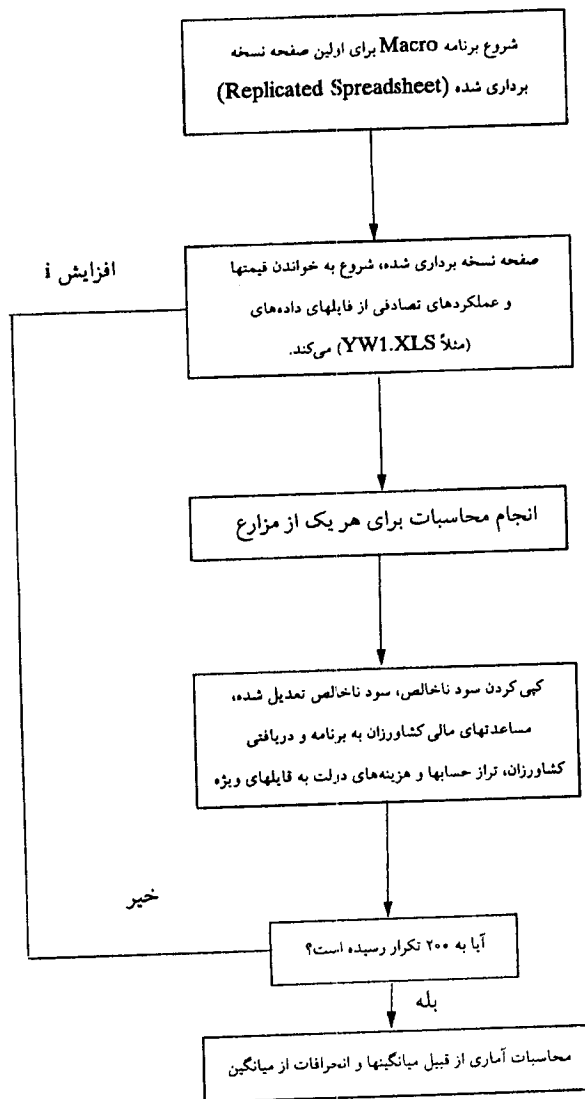 شروع برنامه Macro برای اولین صفحه نسخه
برداری شده (Replicated Spreadsheet)
افزایش i
صفحه نسخه برداری شده، شروع به خواندن قیمتها
و عملکردهای تصادفی از فایلهای داده‌های
(مثلاً YW1.XLS) می‌کند.
انجام محاسبات برای هر یک از مزارع
کپی کردن سود ناخالص، سود ناخالص تعدیل شده،
مساعدتهای مالی کشاورزان به برنامه و دریافتی
کشاورزان، تراز حسابها و هزینه‌های دولت به فایلهای ویژه
خیر
آیا به ۲۰۰ تکرار رسیده است؟
بله
محاسبات آماری از قبیل میانگینها و انحرافات از میانگین